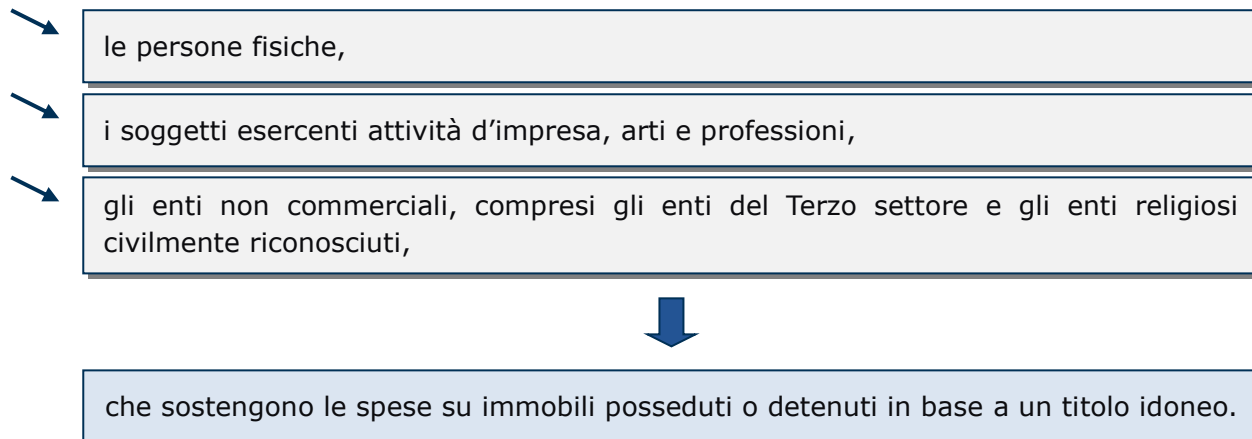 le persone fisiche,
i soggetti esercenti attività d’impresa, arti e professioni,
gli enti non commerciali, compresi gli enti del Terzo settore e gli enti religiosi
civilmente riconosciuti,
che sostengono le spese su immobili posseduti o detenuti in base a un titolo idoneo.